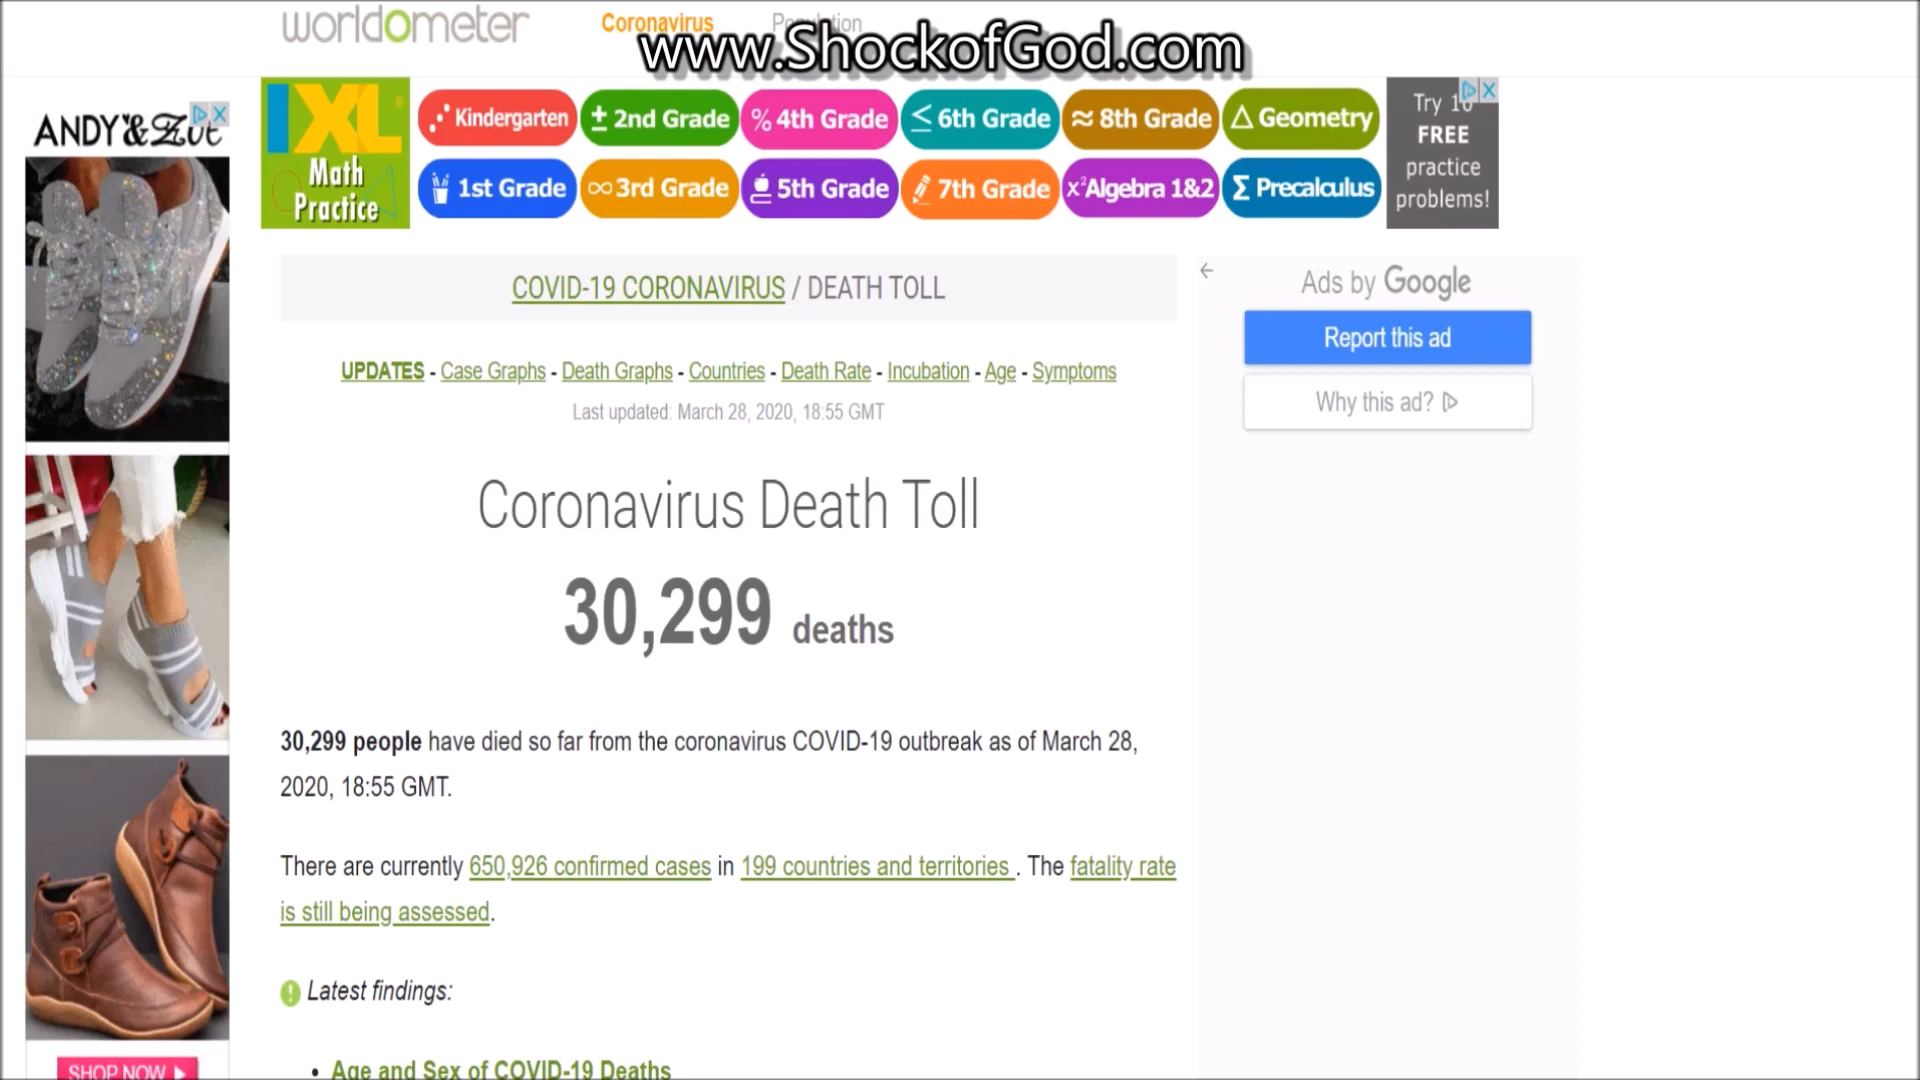 worldometer
Coronavirus
www.ShockofGod.com
ANDY&Zoe
IXL
Math
Practice
Kindergarten
± 2nd Grade
% 4th Grade
≤ 6th Grade
≈ 8th Grade
△ Geometry
1st Grade
∞ 3rd Grade
5th Grade
7th Grade
x² Algebra 1&2
Σ Precalculus
Try 10
FREE
practice
problems!
COVID-19 CORONAVIRUS / DEATH TOLL
Ads by Google
Report this ad
Why this ad?
UPDATES - Case Graphs - Death Graphs - Countries - Death Rate - Incubation - Age - Symptoms
Last updated: March 28, 2020, 18:55 GMT
Coronavirus Death Toll
30,299 deaths
30,299 people have died so far from the coronavirus COVID-19 outbreak as of March 28,
2020, 18:55 GMT.
There are currently 650,926 confirmed cases in 199 countries and territories . The fatality rate
is still being assessed.
Latest findings:
• Age and Sex of COVID-19 Deaths
SHOP NOW